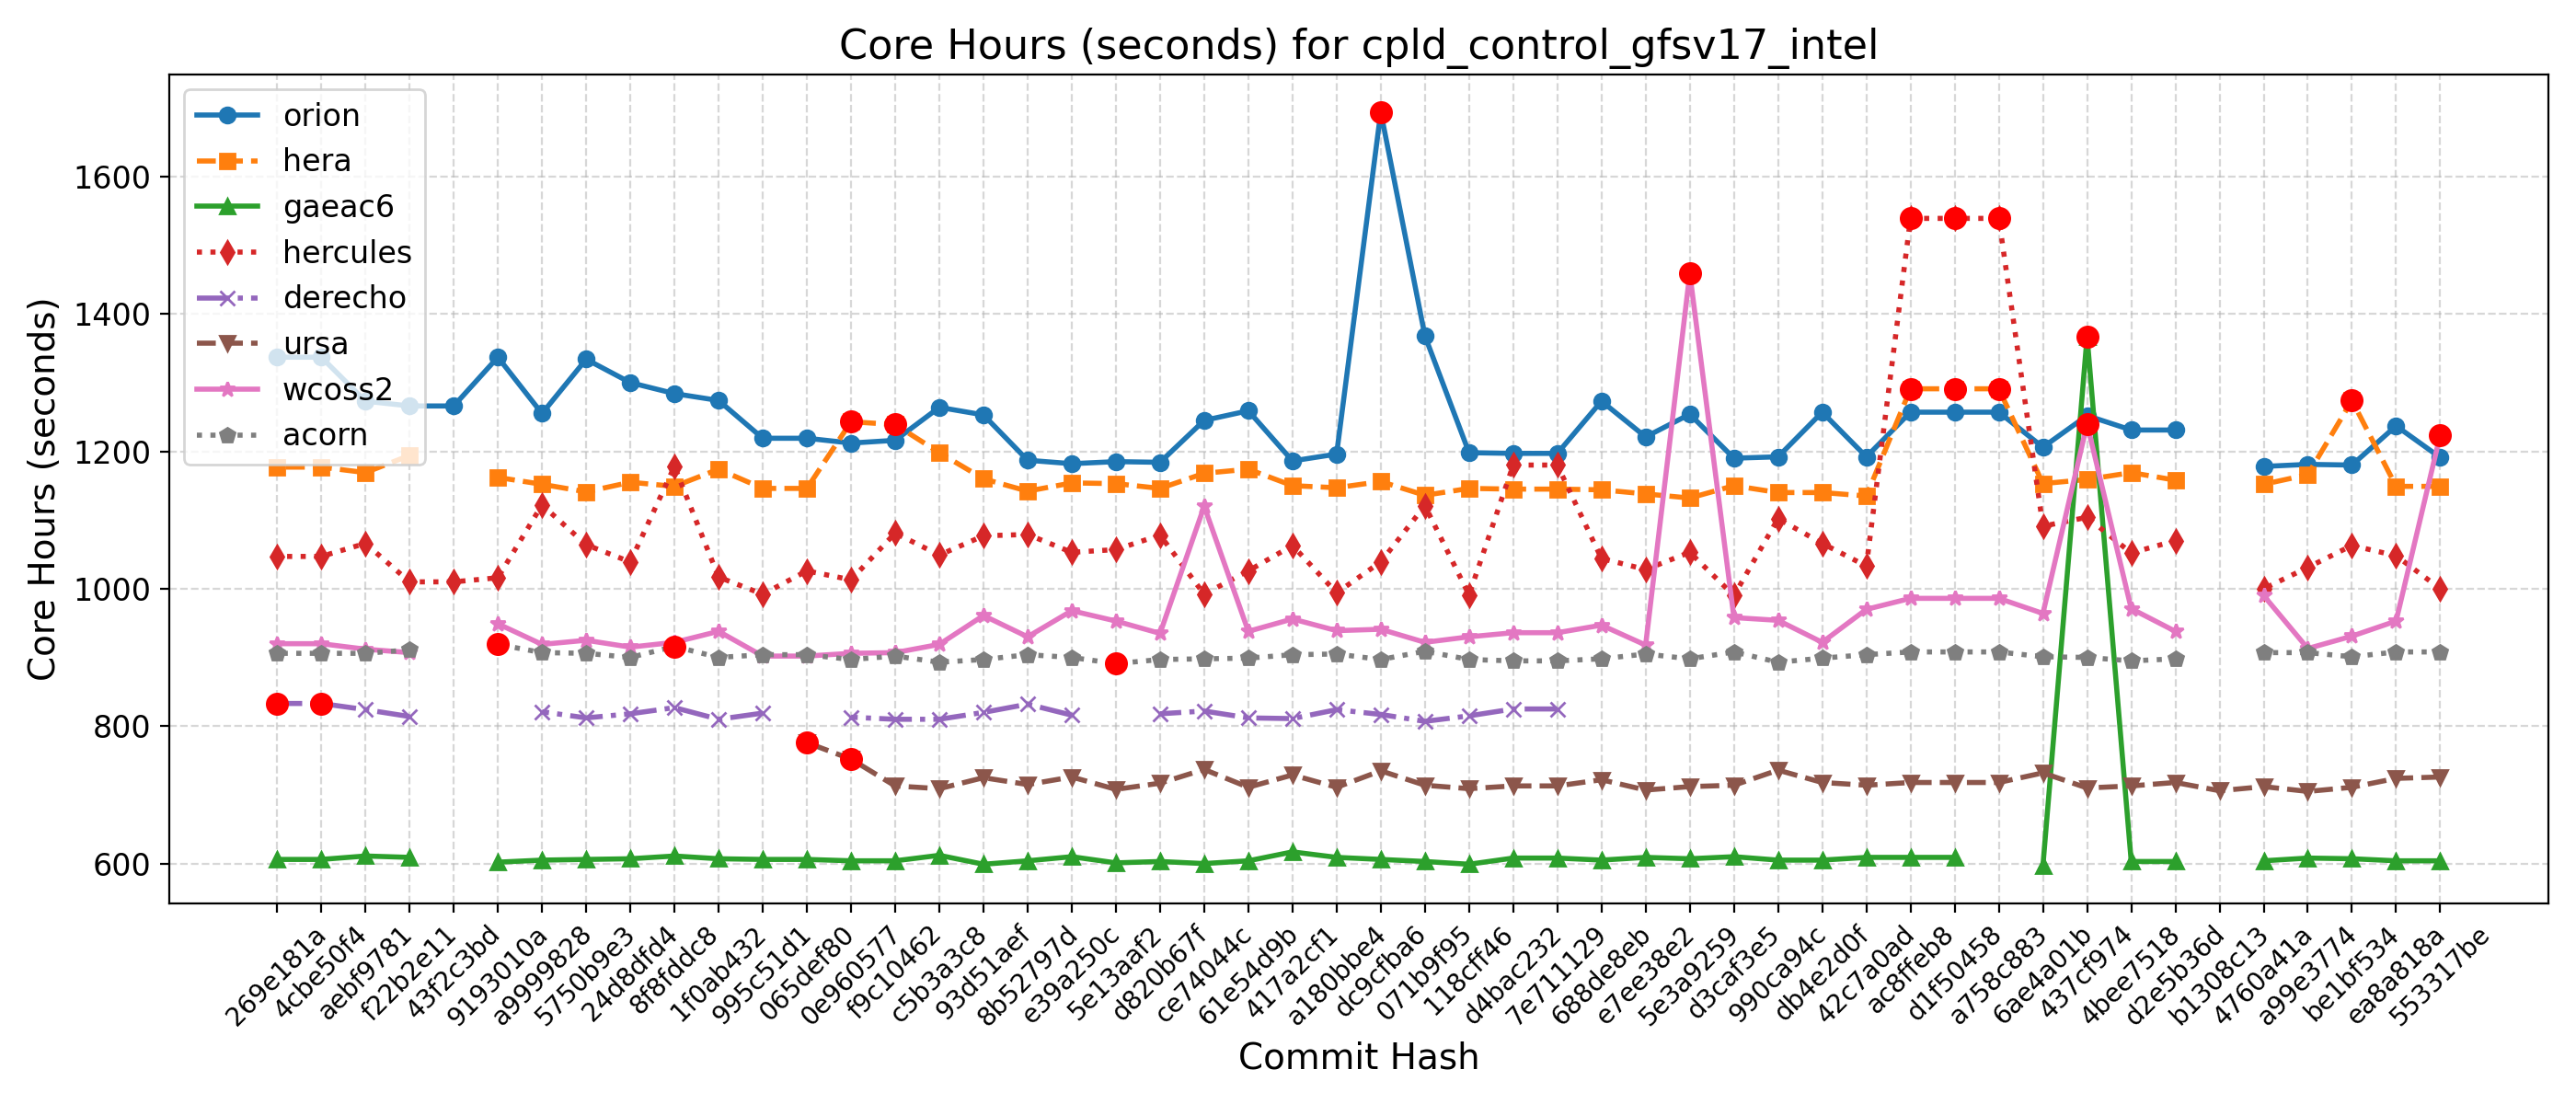 Core Hours (seconds) for cpld_control_gfsv17_intel
orion
hera
gaeac6
hercules
derecho
ursa
wcoss2
acorn
Core Hours (seconds)
1600
1400
1200
1000
800
600
269e181a
4cbe50f4
aebf9781
f22b2e11
43f2c3bd
9193010a
a9999828
5750b9e3
24d8dfd4
8f8fddc8
1f0ab432
995c51d1
065def80
0e960577
f9c10462
c5b3a3c8
93d51aef
8b52797d
e39a250c
5e13aaf2
d820b67f
ce74044c
61e54d9b
417a2cf1
a180bbe4
dc9cfba6
071b9f95
118cff46
d4bac232
7e711129
688de8eb
e7ee38e2
5e3a9259
d3caf3e5
990ca94c
db4e2d0f
42c7a0ad
ac8ffeb8
d1f50458
a758c883
6ae4a01b
437cf974
4bee7518
d2e5b36d
b1308c13
4760a41a
a99e3774
be1bf534
ea8a818a
553317be
Commit Hash